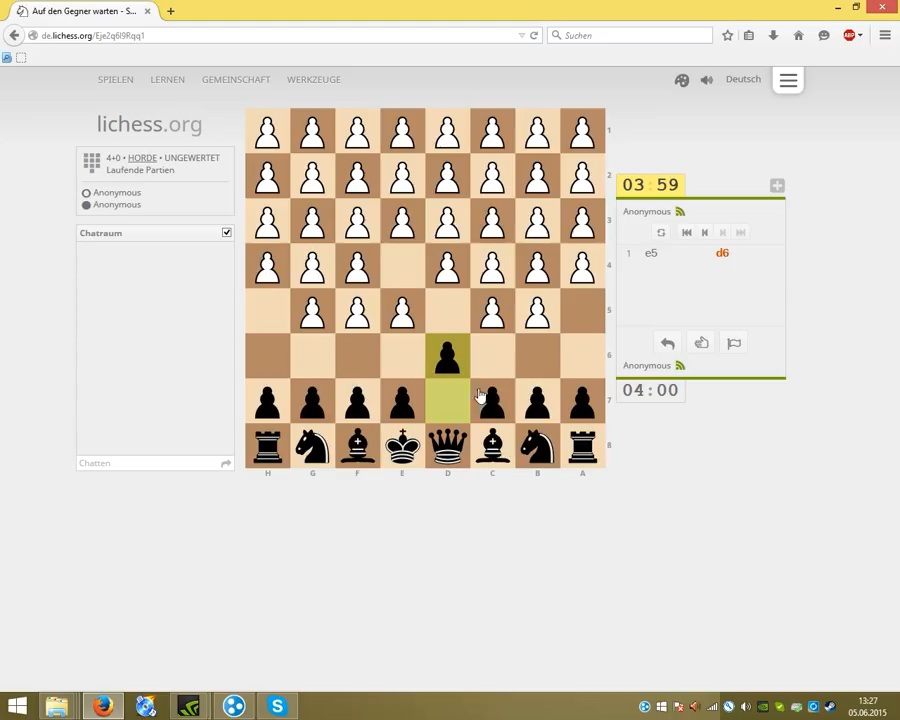 Auf den Gegner warten - S...
de.lichess.org/Eje2q6I9Rqq1
Suchen
ABP
SPIELEN LERNEN GEMEINSCHAFT WERKZEUGE
Deutsch
lichess.org
4+0 • HORDE • UNGEWERTET
Laufende Partien
Anonymous
Anonymous
Chatraum
Chatten
1
2
3
4
5
6
7
8
H G F E D C B A
03:59
Anonymous
1 e5 d6
Anonymous
04:00
13:27
05.06.2015